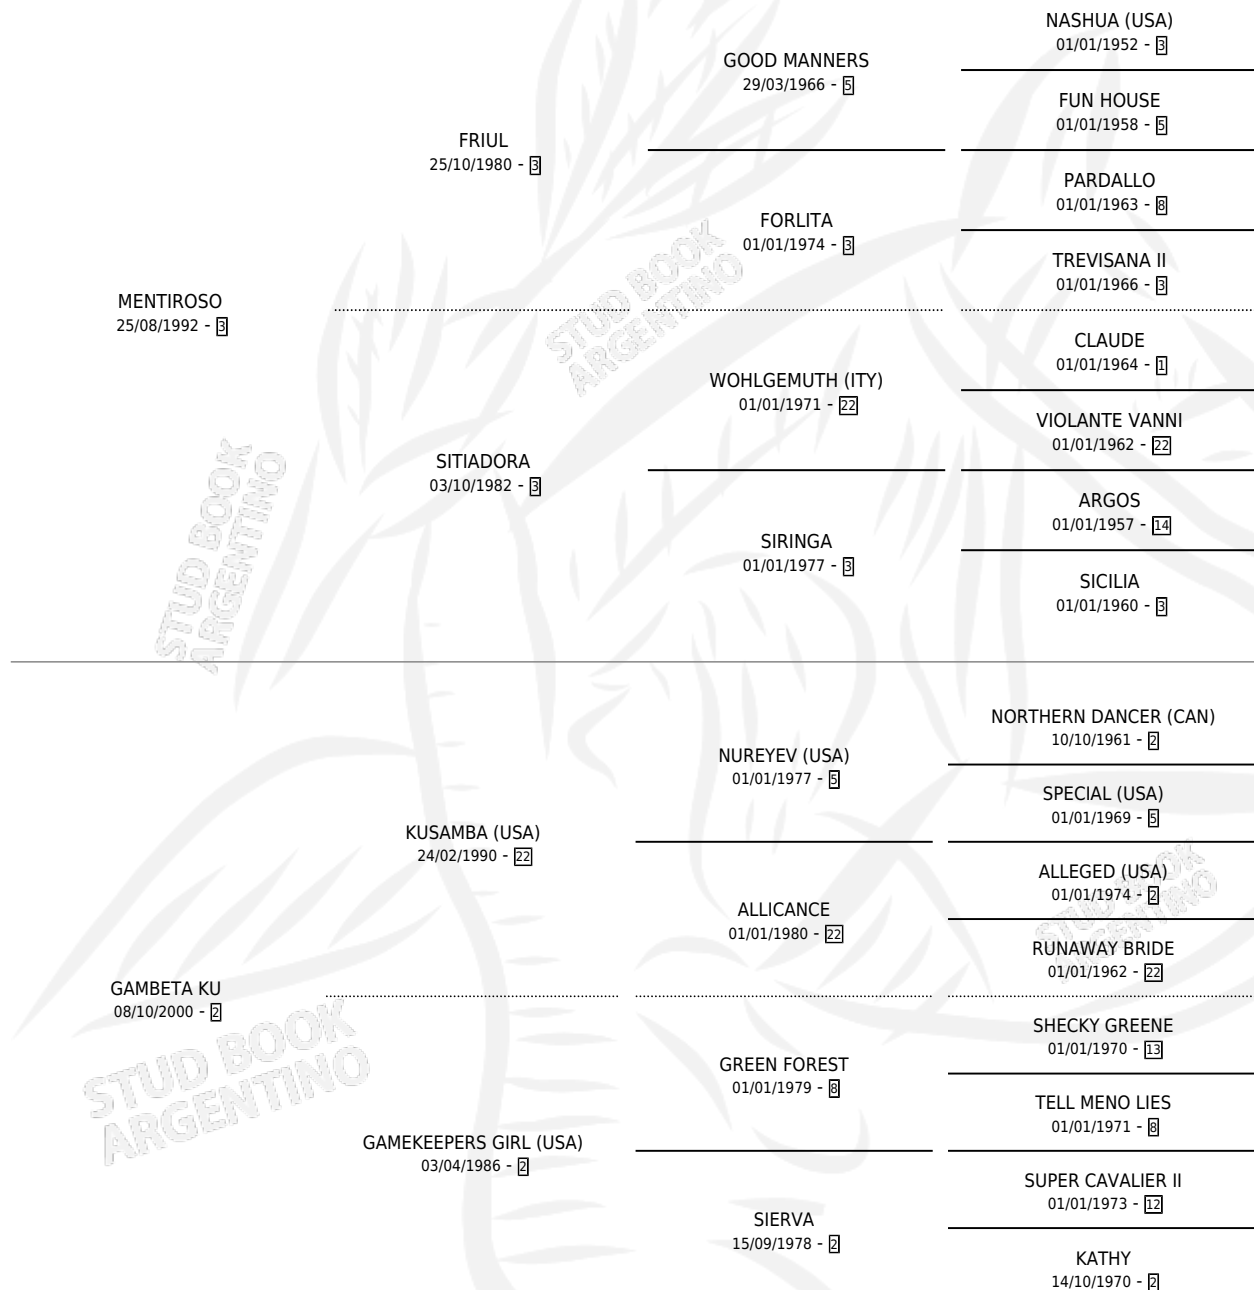 NASHUA (USA)
01/01/1952 - 3
GOOD MANNERS
29/03/1966 - 5
FUN HOUSE
01/01/1958 - 5
FRIUL
25/10/1980 - 3
PARDALLO
01/01/1963 - 8
FORLITA
01/01/1974 - 3
TREVISANA II
01/01/1966 - 3
MENTIROSO
25/08/1992 - 3
CLAUDE
01/01/1964 - 1
WOHLGEMUTH (ITY)
01/01/1971 - 22
VIOLANTE VANNI
01/01/1962 - 22
SITIADORA
03/10/1982 - 3
ARGOS
01/01/1957 - 14
SIRINGA
01/01/1977 - 3
SICILIA
01/01/1960 - 3
STUD BOOK
ARGENTINO
STUD BOOK
ARGENTINO
NORTHERN DANCER (CAN)
10/10/1961 - 2
NUREYEV (USA)
01/01/1977 - 5
SPECIAL (USA)
01/01/1969 - 5
KUSAMBA (USA)
24/02/1990 - 22
ALLEGED (USA)
01/01/1974 - 2
ALLICANCE
01/01/1980 - 22
RUNAWAY BRIDE
01/01/1962 - 22
GAMBETA KU
08/10/2000 - 2
SHECKY GREENE
01/01/1970 - 13
GREEN FOREST
01/01/1979 - 8
TELL MENO LIES
01/01/1971 - 8
GAMEKEEPERS GIRL (USA)
03/04/1986 - 2
SUPER CAVALIER II
01/01/1973 - 12
SIERVA
15/09/1978 - 2
KATHY
14/10/1970 - 2
STUD BOOK
ARGENTINO
STUD BOOK
ARGENTINO